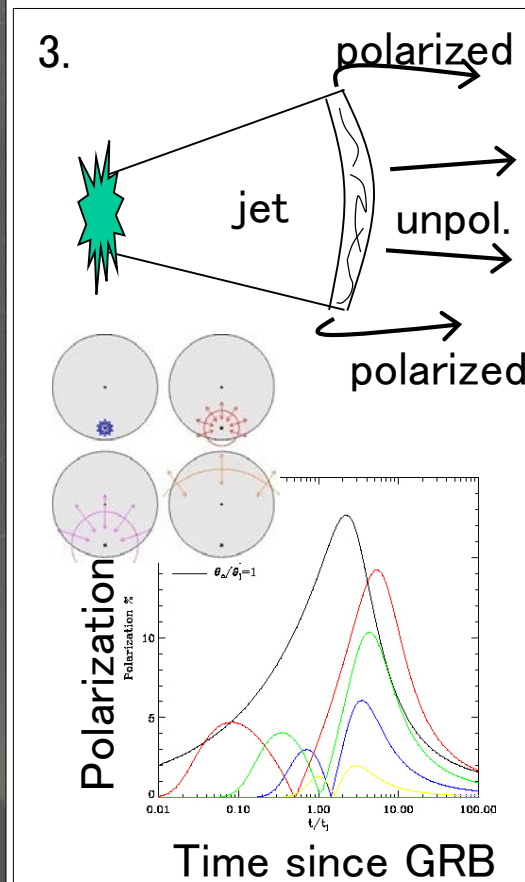 3.
polarized
jet
unpol.
polarized
θo/θj=1
Polarization
Polarization %
10
5
0
0.01 0.10 1.00 10.00 100.00
t/tj
Time since GRB